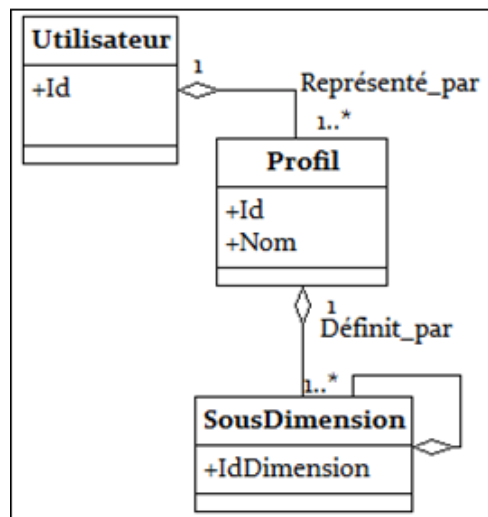 Utilisateur
+Id
1
Représenté_par
1..*
Profil
+Id
+Nom
1
Définit_par
1..*
SousDimension
+IdDimension